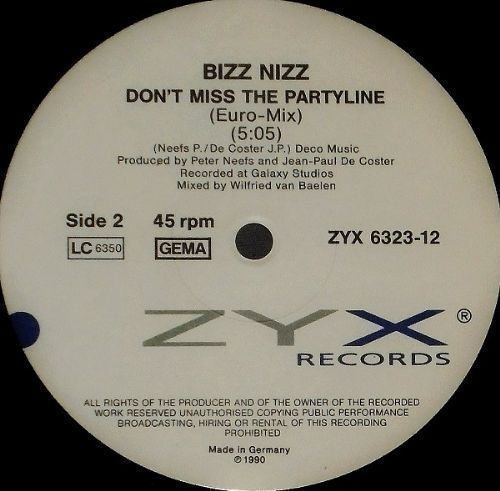 BIZZ NIZZ
DON'T MISS THE PARTYLINE
(Euro-Mix)
(5:05)
(Neefs P./De Coster J.P.) Deco Music
Produced by Peter Neefs and Jean-Paul De Coster
Recorded at Galaxy Studios
Mixed by Wilfried van Baelen
Side 2 45 rpm
LC 6350 GEMA ZYX 6323-12
ZYX ®
RECORDS
ALL RIGHTS OF THE PRODUCER AND OF THE OWNER OF THE RECORDED
WORK RESERVED UNAUTHORISED COPYING PUBLIC PERFORMANCE
BROADCASTING, HIRING OR RENTAL OF THIS RECORDING
PROHIBITED
Made in Germany
℗ 1990